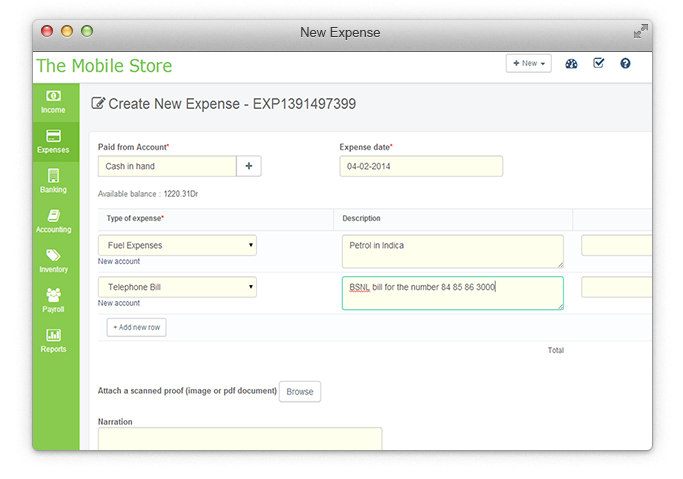 New Expense
The Mobile Store
+ New
Income
Expenses
Banking
Accounting
Inventory
Payroll
Reports
Create New Expense - EXP1391497399
Paid from Account* Expense date*
Cash in hand + 04-02-2014
Available balance : 1220.31Dr
Type of expense* Description
Fuel Expenses Petrol in Indica
New account
Telephone Bill BSNL bill for the number 84 85 86 3000
New account
+ Add new row
Total
Attach a scanned proof (image or pdf document) Browse
Narration